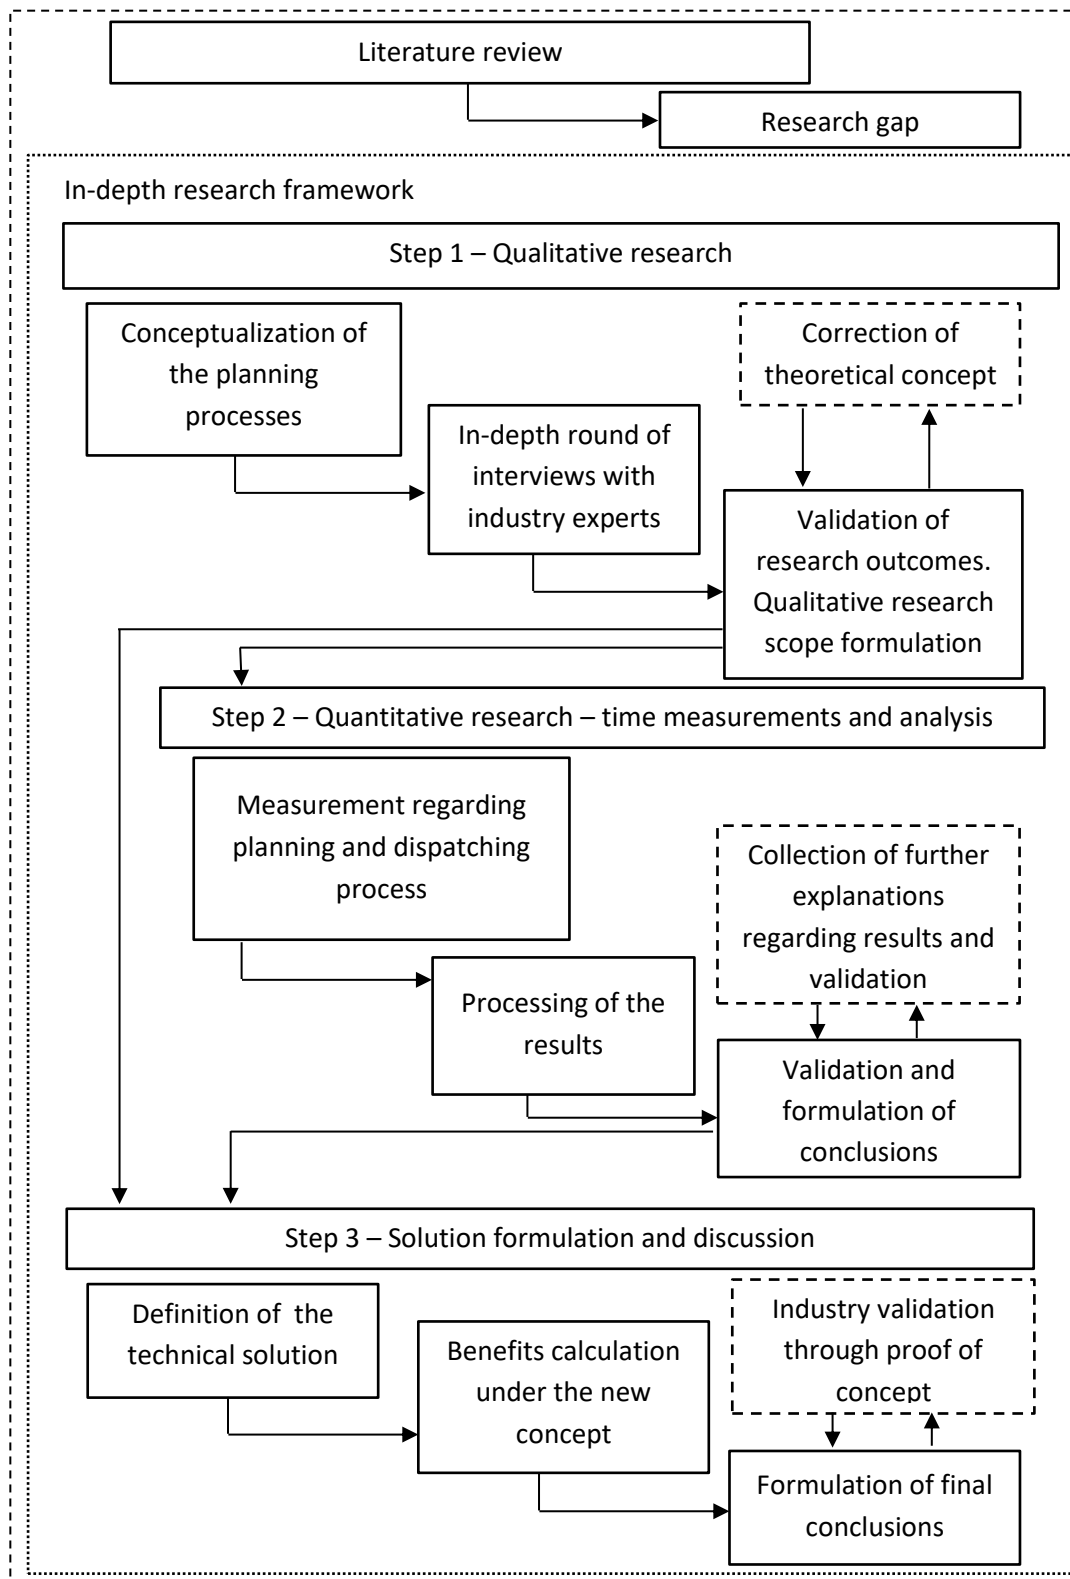 Literature review
Research gap
In-depth research framework
Step 1 – Qualitative research
Conceptualization of
the planning
processes
Correction of
theoretical concept
In-depth round of
interviews with
industry experts
Validation of
research outcomes.
Qualitative research
scope formulation
Step 2 – Quantitative research – time measurements and analysis
Measurement regarding
planning and dispatching
process
Collection of further
explanations
regarding results and
validation
Processing of the
results
Validation and
formulation of
conclusions
Step 3 – Solution formulation and discussion
Definition of  the
technical solution
Industry validation
through proof of
concept
Benefits calculation
under the new
concept
Formulation of final
conclusions